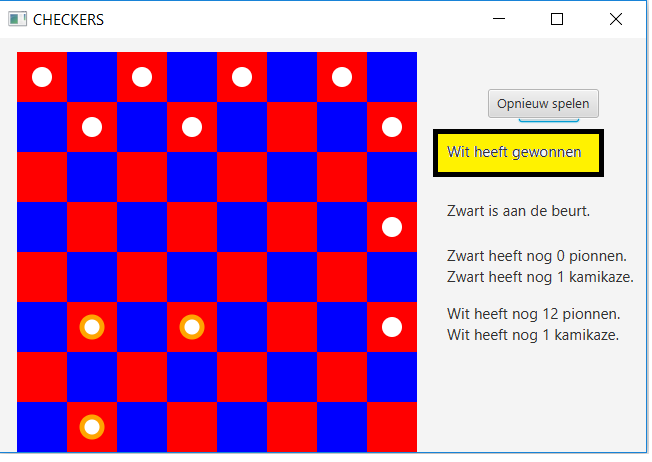 CHECKERS
Opnieuw spelen
Wit heeft gewonnen
Zwart is aan de beurt.
Zwart heeft nog 0 pionnen.
Zwart heeft nog 1 kamikaze.
Wit heeft nog 12 pionnen.
Wit heeft nog 1 kamikaze.